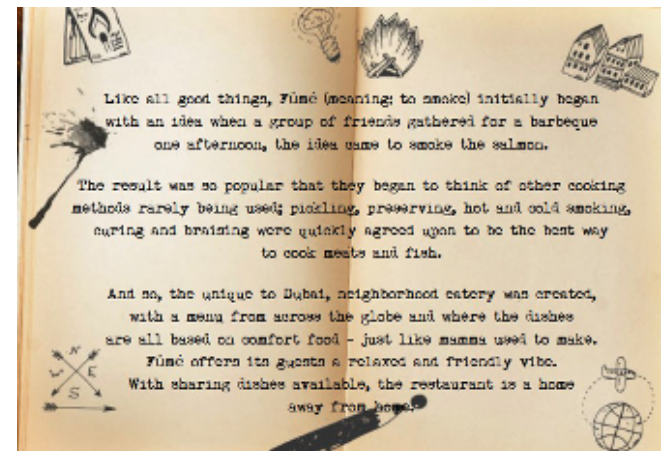 Like all good things, Fümé (meaning; to smoke) initially began
with an idea when a group of friends gathered for a barbeque
one afternoon, the idea came to smoke the salmon.
The result was so popular that they began to think of other cooking
methods rarely being used; pickling, preserving, hot and cold smoking,
curing and braising were quickly agreed upon to be the best way
to cook meats and fish.
And so, the unique to Dubai, neighborhood eatery was created,
with a menu from across the globe and where the dishes
are all based on comfort food - just like mamma used to make.
Fümé offers its guests a relaxed and friendly vibe.
With sharing dishes available, the restaurant is a home
away from home.
N
W E
S